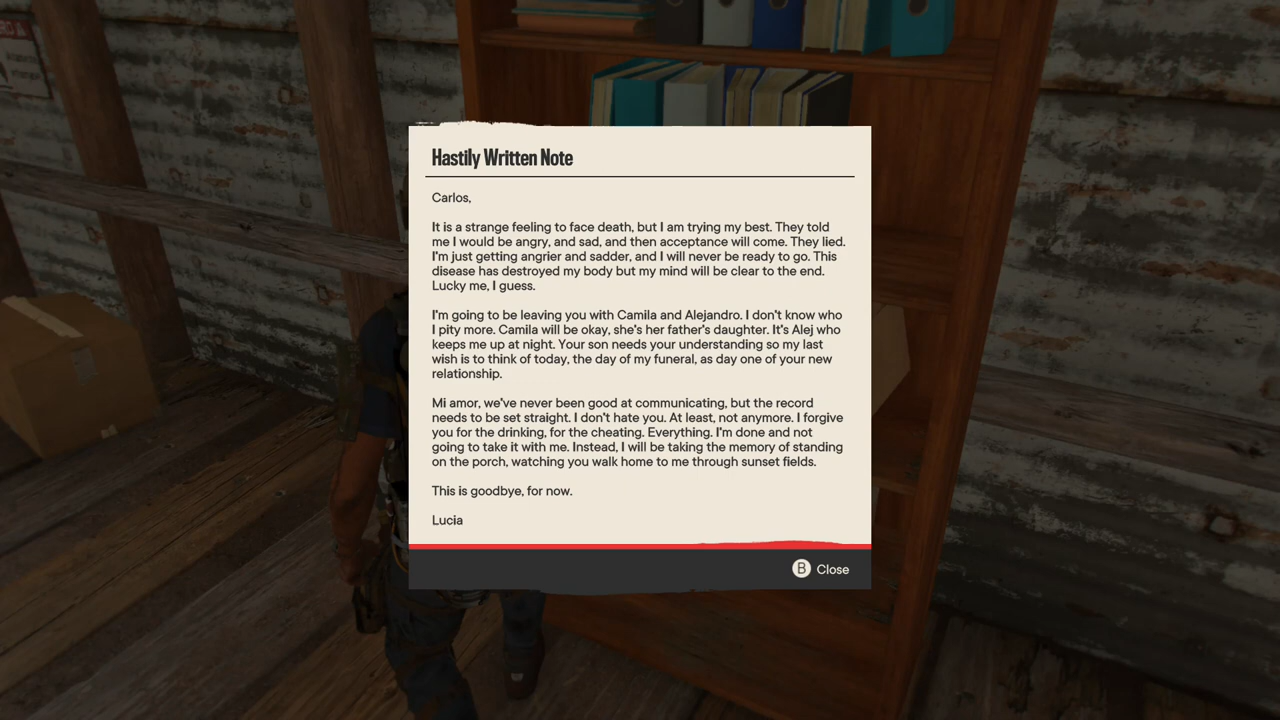 Hastily Written Note
Carlos,
It is a strange feeling to face death, but I am trying my best. They told
me I would be angry, and sad, and then acceptance will come. They lied.
I'm just getting angrier and sadder, and I will never be ready to go. This
disease has destroyed my body but my mind will be clear to the end.
Lucky me, I guess.
I'm going to be leaving you with Camila and Alejandro. I don't know who
I pity more. Camila will be okay, she's her father's daughter. It's Alej who
keeps me up at night. Your son needs your understanding so my last
wish is to think of today, the day of my funeral, as day one of your new
relationship.
Mi amor, we've never been good at communicating, but the record
needs to be set straight. I don't hate you. At least, not anymore. I forgive
you for the drinking, for the cheating. Everything. I'm done and not
going to take it with me. Instead, I will be taking the memory of standing
on the porch, watching you walk home to me through sunset fields.
This is goodbye, for now.
Lucia
B Close